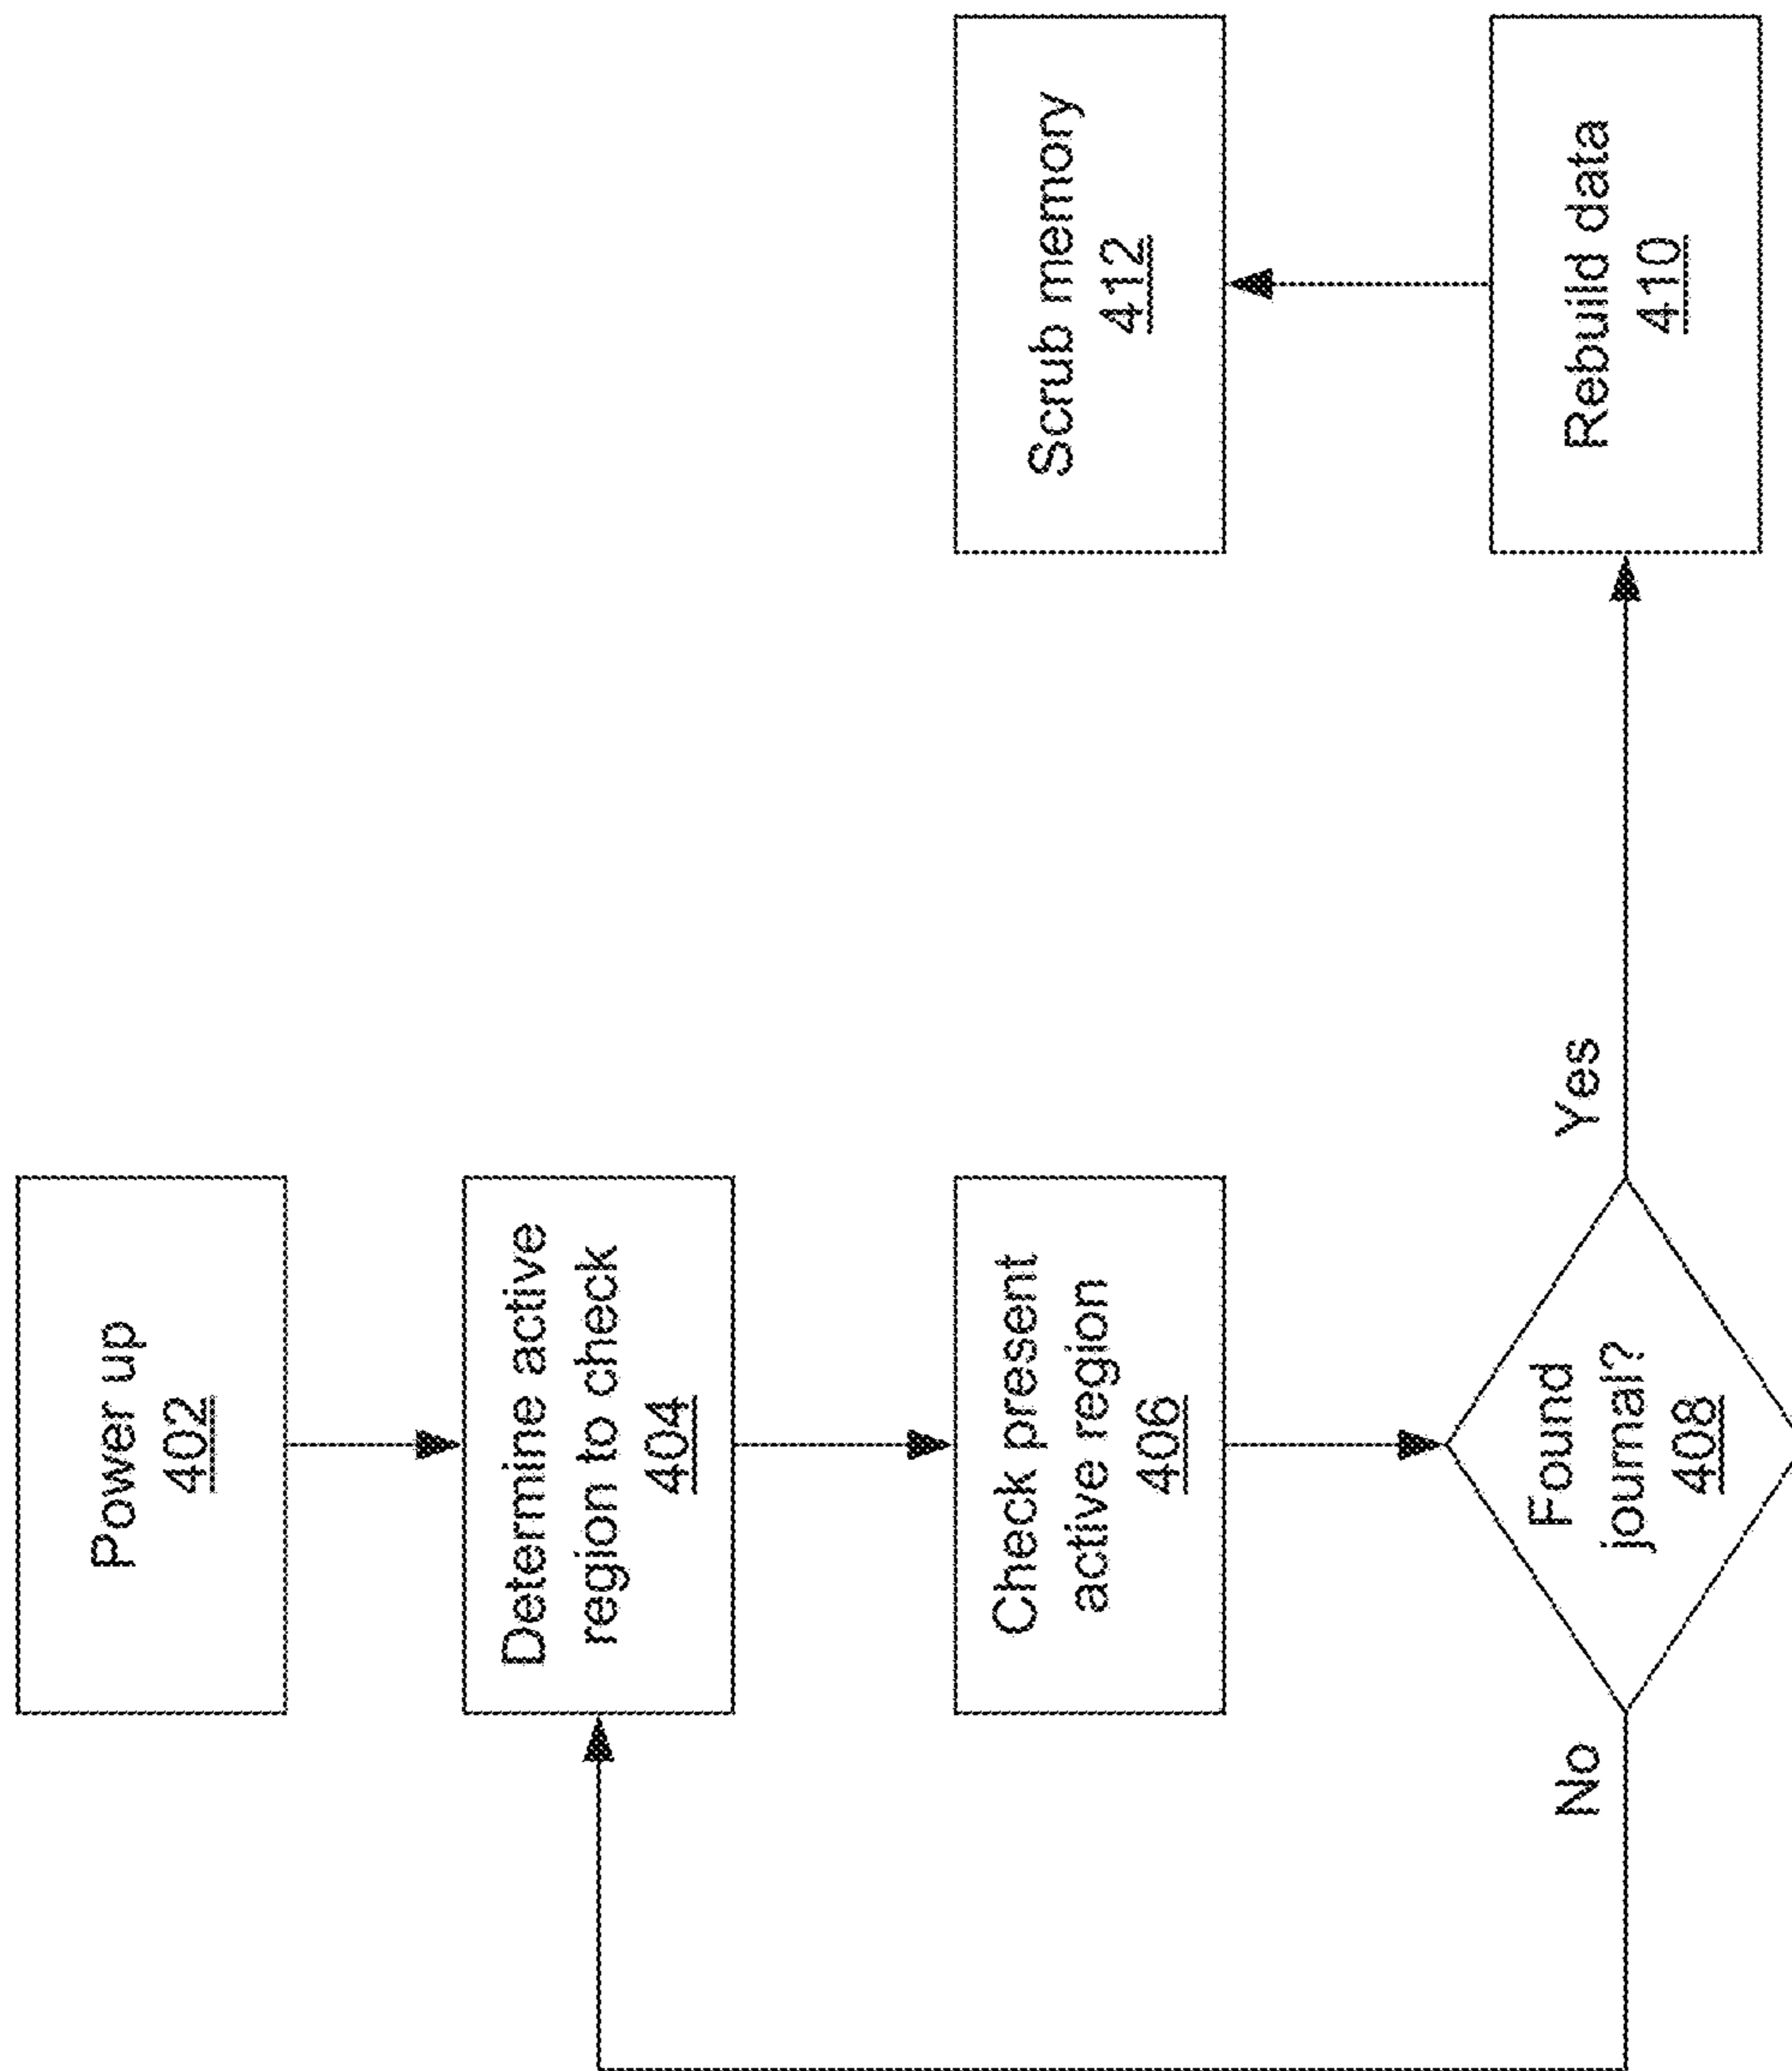 Power up
402
Determine active
region to check
404
Check present
active region
406
Found
journal?
408
No
Yes
Rebuild data
410
Scrub memory
412